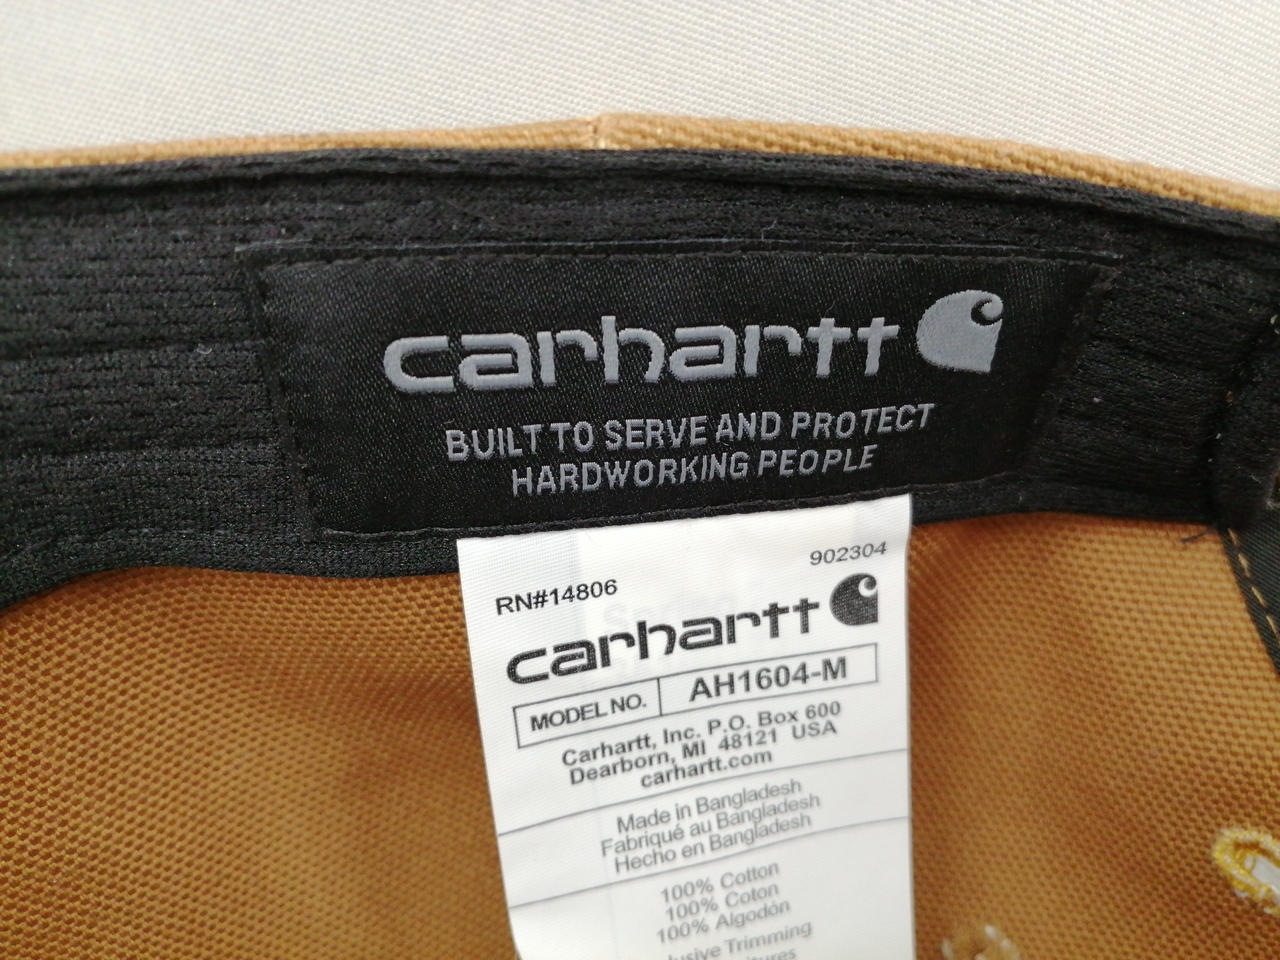 carhartt
BUILT TO SERVE AND PROTECT
HARDWORKING PEOPLE
RN#14806
902304
carhartt
MODEL NO. AH1604-M
Carhartt, Inc. P.O. Box 600
Dearborn, MI 48121 USA
carhartt.com
Made in Bangladesh
Fabriqué au Bangladesh
Hecho en Bangladesh
100% Cotton
100% Coton
100% Algodón
Trimming